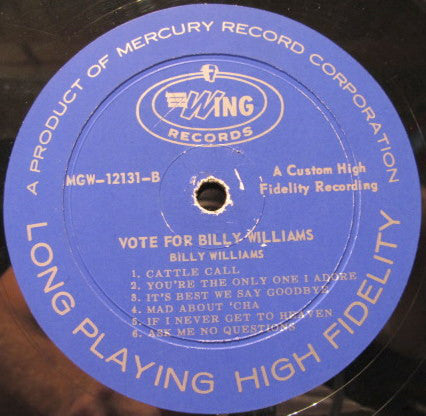 A PRODUCT OF MERCURY RECORD CORPORATION
WING
RECORDS
MGW-12131-B
A Custom High
Fidelity Recording
VOTE FOR BILLY WILLIAMS
BILLY WILLIAMS
1. CATTLE CALL
2. YOU'RE THE ONLY ONE I ADORE
3. IT'S BEST WE SAY GOODBYE
4. MAD ABOUT 'CHA
5. IF I NEVER GET TO HEAVEN
6. ASK ME NO QUESTIONS
LONG PLAYING HIGH FIDELITY